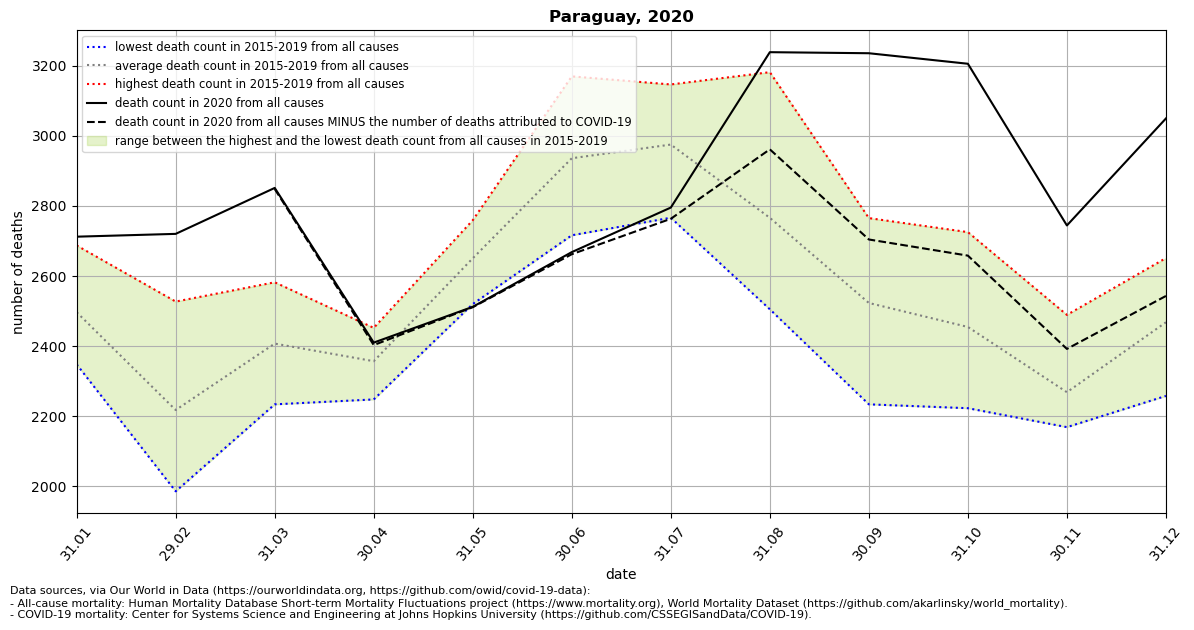 Paraguay, 2020
lowest death count in 2015-2019 from all causes
average death count in 2015-2019 from all causes
highest death count in 2015-2019 from all causes
death count in 2020 from all causes
death count in 2020 from all causes MINUS the number of deaths attributed to COVID-19
range between the highest and the lowest death count from all causes in 2015-2019
number of deaths
3200
3000
2800
2600
2400
2200
2000
31.01
29.02
31.03
30.04
31.05
30.06
31.07
31.08
30.09
31.10
30.11
31.12
date
Data sources, via Our World in Data (https://ourworldindata.org, https://github.com/owid/covid-19-data):
- All-cause mortality: Human Mortality Database Short-term Mortality Fluctuations project (https://www.mortality.org), World Mortality Dataset (https://github.com/akarlinsky/world_mortality).
- COVID-19 mortality: Center for Systems Science and Engineering at Johns Hopkins University (https://github.com/CSSEGISandData/COVID-19).